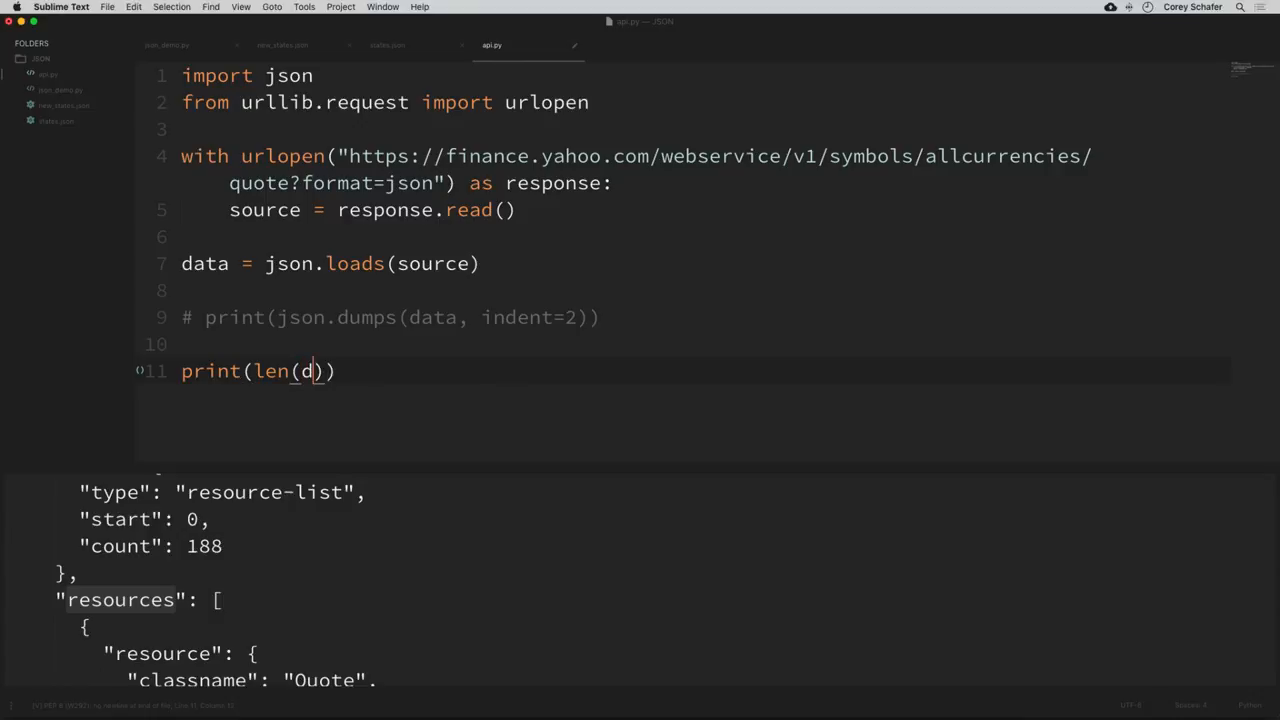 Sublime Text File Edit Selection Find View Goto Tools Project Window Help Corey Schafer
api.py — JSON
FOLDERS json_demo.py new_states.json states.json api.py
JSON
api.py
json_demo.py
new_states.json
states.json
1 import json
2 from urllib.request import urlopen
3
4 with urlopen("https://finance.yahoo.com/webservice/v1/symbols/allcurrencies/
quote?format=json") as response:
5 source = response.read()
6
7 data = json.loads(source)
8
9 # print(json.dumps(data, indent=2))
10
11 print(len(d))
"type": "resource-list",
"start": 0,
"count": 188
},
"resources": [
{
"resource": {
"classname": "Quote",
UTF-8 Spaces: 4 Python